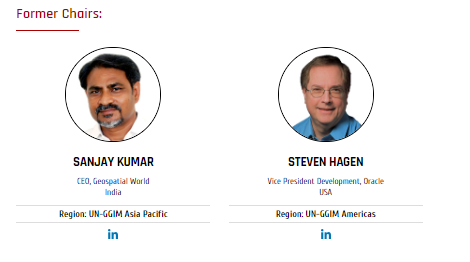 Former Chairs:
SANJAY KUMAR
CEO, Geospatial World
India
Region: UN-GGIM Asia Pacific
in
STEVEN HAGEN
Vice President Development, Oracle
USA
Region: UN-GGIM Americas
in